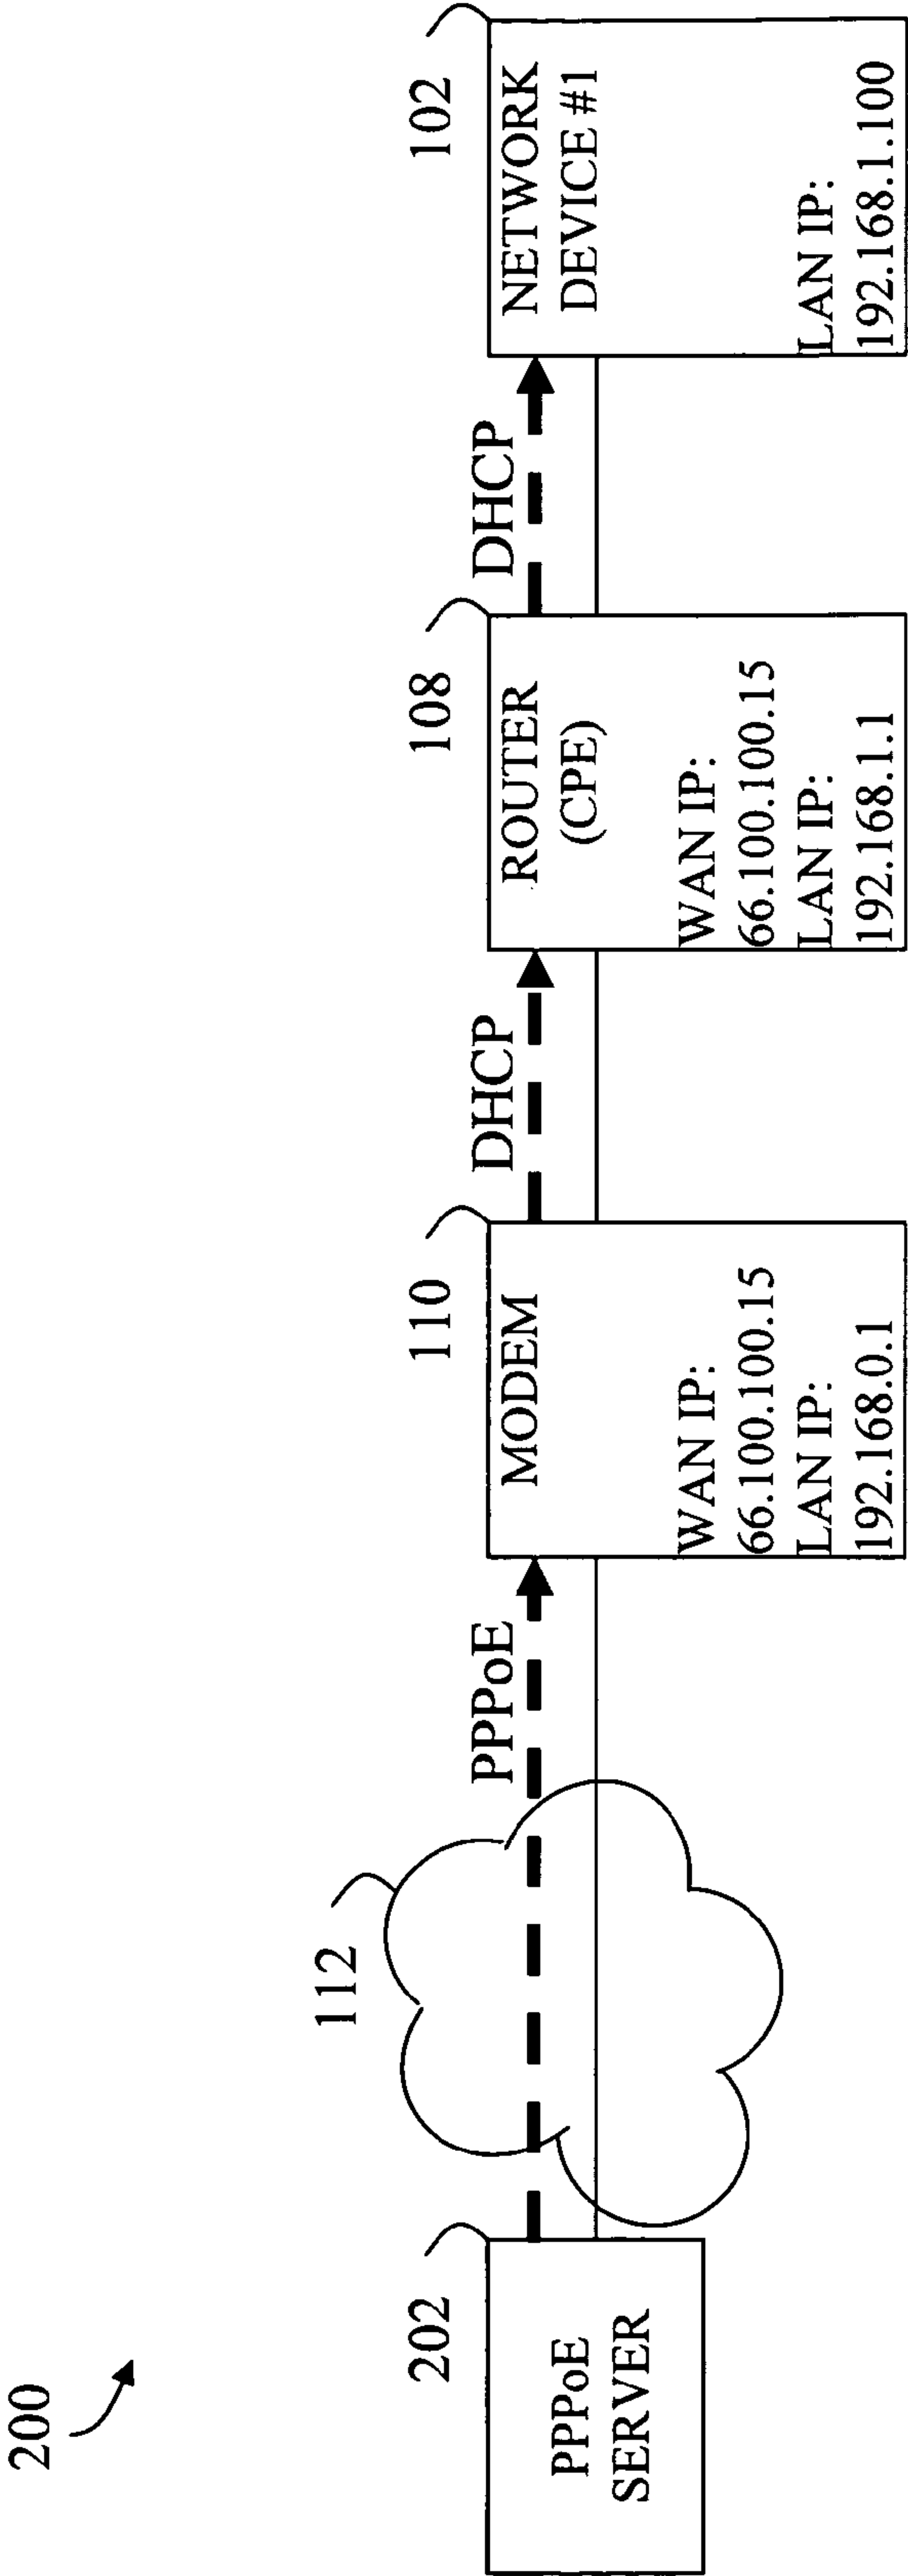 200
202
PPPoE
SERVER
112
PPPoE
110
MODEM
WAN IP:
66.100.100.15
LAN IP:
192.168.0.1
DHCP
108
ROUTER
(CPE)
WAN IP:
66.100.100.15
LAN IP:
192.168.1.1
DHCP
102
NETWORK
DEVICE #1
LAN IP:
192.168.1.100